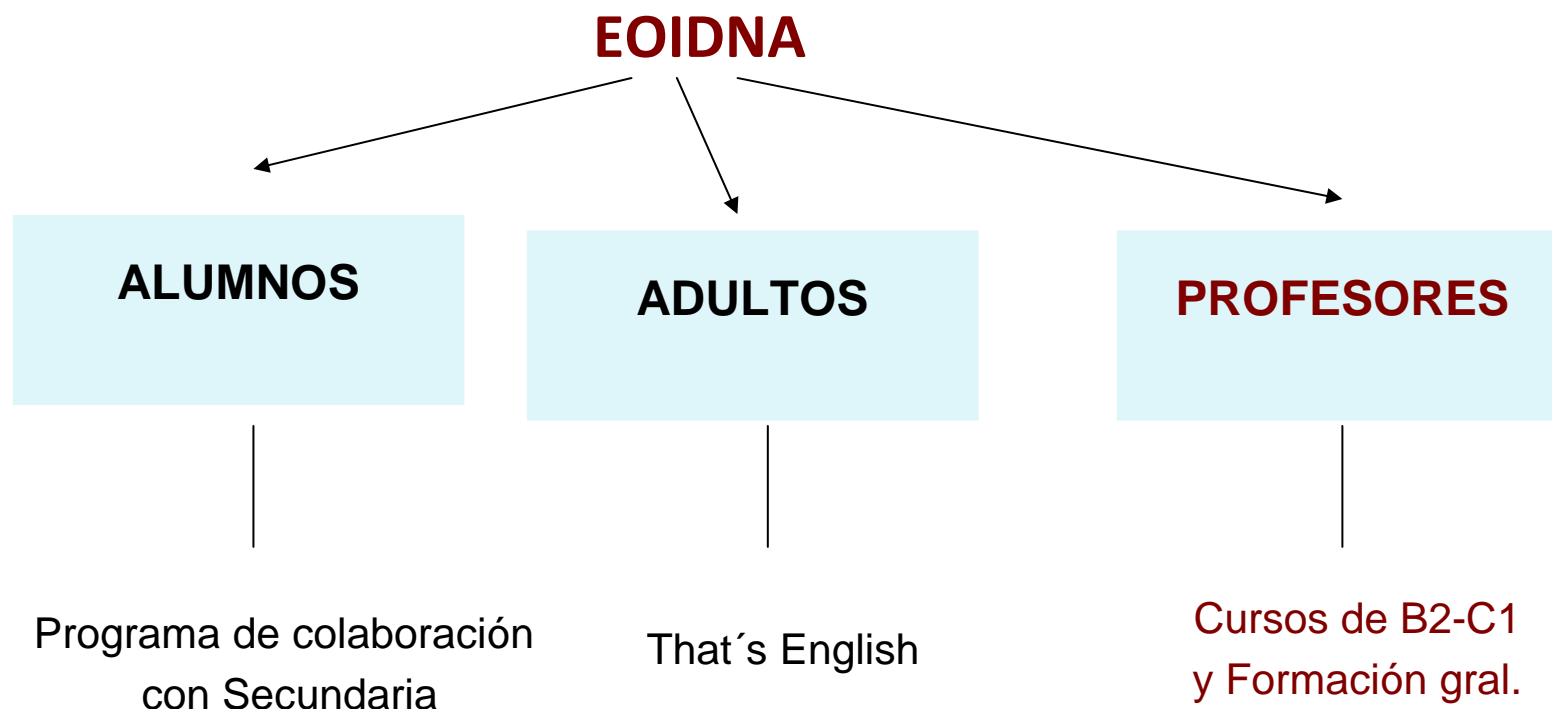 EOIDNA
ALUMNOS
ADULTOS
PROFESORES
Programa de colaboración
con Secundaria
That´s English
Cursos de B2-C1
y Formación gral.